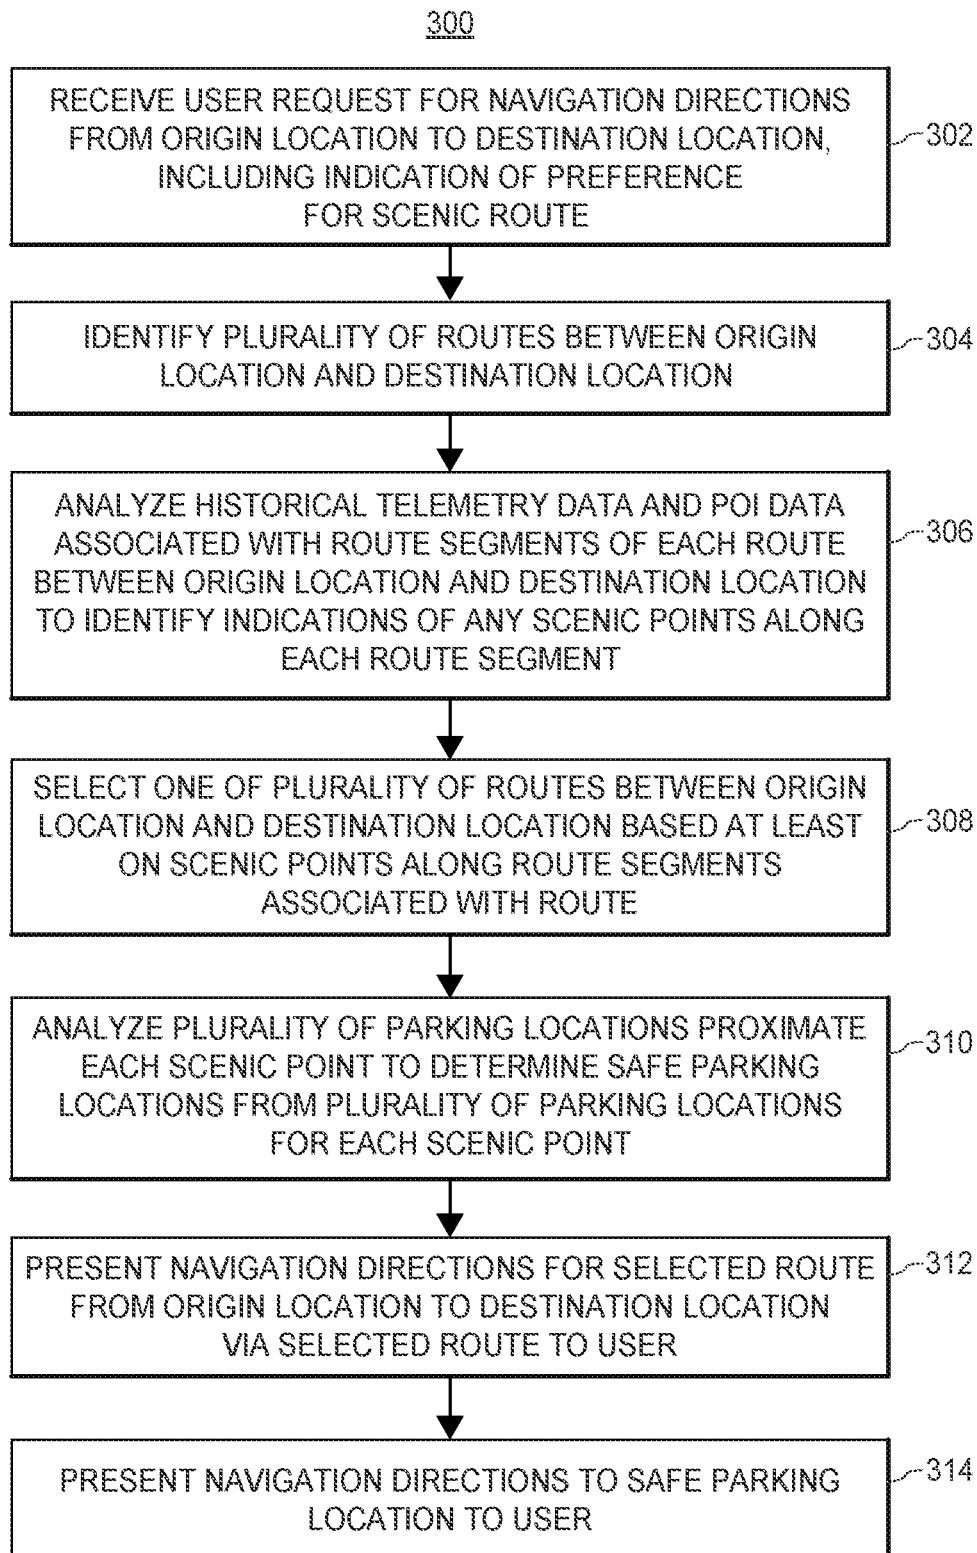 300
RECEIVE USER REQUEST FOR NAVIGATION DIRECTIONS
FROM ORIGIN LOCATION TO DESTINATION LOCATION,
INCLUDING INDICATION OF PREFERENCE
FOR SCENIC ROUTE
302
IDENTIFY PLURALITY OF ROUTES BETWEEN ORIGIN
LOCATION AND DESTINATION LOCATION
304
ANALYZE HISTORICAL TELEMETRY DATA AND POI DATA
ASSOCIATED WITH ROUTE SEGMENTS OF EACH ROUTE
BETWEEN ORIGIN LOCATION AND DESTINATION LOCATION
TO IDENTIFY INDICATIONS OF ANY SCENIC POINTS ALONG
EACH ROUTE SEGMENT
306
SELECT ONE OF PLURALITY OF ROUTES BETWEEN ORIGIN
LOCATION AND DESTINATION LOCATION BASED AT LEAST
ON SCENIC POINTS ALONG ROUTE SEGMENTS
ASSOCIATED WITH ROUTE
308
ANALYZE PLURALITY OF PARKING LOCATIONS PROXIMATE
EACH SCENIC POINT TO DETERMINE SAFE PARKING
LOCATIONS FROM PLURALITY OF PARKING LOCATIONS
FOR EACH SCENIC POINT
310
PRESENT NAVIGATION DIRECTIONS FOR SELECTED ROUTE
FROM ORIGIN LOCATION TO DESTINATION LOCATION
VIA SELECTED ROUTE TO USER
312
PRESENT NAVIGATION DIRECTIONS TO SAFE PARKING
LOCATION TO USER
314